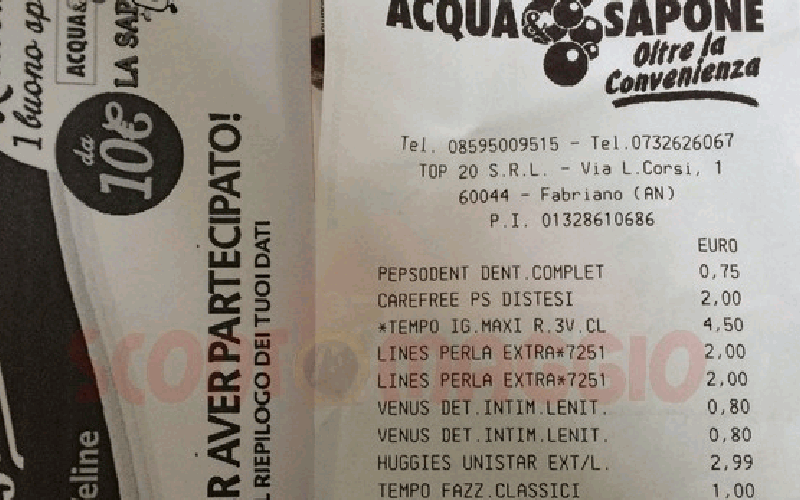 1 buono
ACQUA&
LA SAP
da
10€
R AVER PARTECIPATO!
L RIEPILOGO DEI TUOI DATI
eline
ACQUA & SAPONE
Oltre la
Convenienza
Tel. 08595009515 - Tel.0732626067
TOP 20 S.R.L. - Via L.Corsi, 1
60044 - Fabriano (AN)
P.I. 01328610686
EURO
PEPSODENT DENT.COMPLET 0,75
CAREFREE PS DISTESI 2,00
*TEMPO IG.MAXI R.3V.CL 4,50
LINES PERLA EXTRA*7251 2,00
LINES PERLA EXTRA*7251 2,00
VENUS DET.INTIM.LENIT. 0,80
VENUS DET.INTIM.LENIT. 0,80
HUGGIES UNISTAR EXT/L. 2,99
TEMPO FAZZ.CLASSICI 1,00